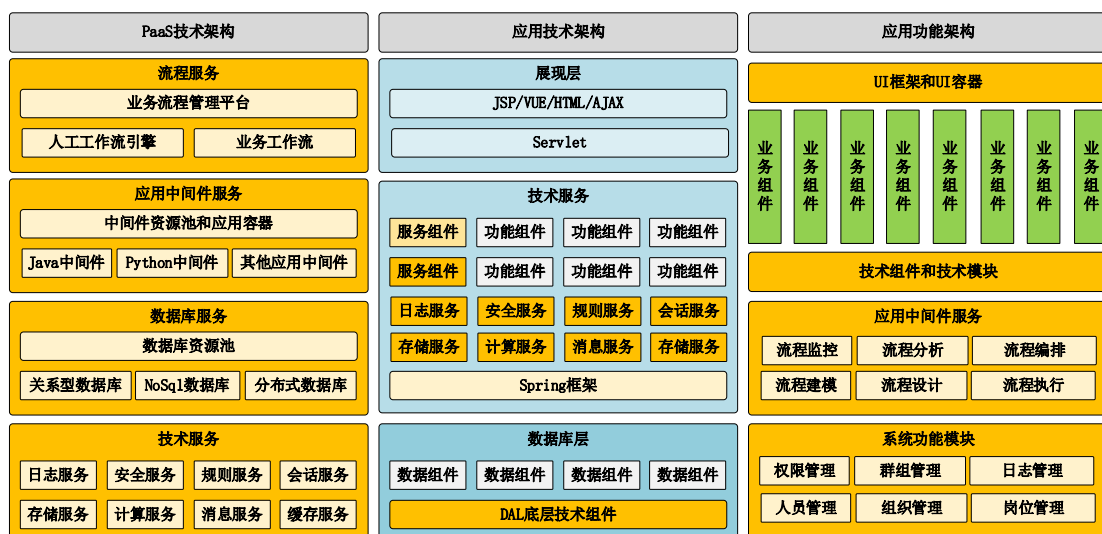 PaaS技术架构
流程服务
业务流程管理平台
人工工作流引擎 业务工作流
应用中间件服务
中间件资源池和应用容器
Java中间件 Python中间件 其他应用中间件
数据库服务
数据库资源池
关系型数据库 NoSql数据库 分布式数据库
技术服务
日志服务 安全服务 规则服务 会话服务
存储服务 计算服务 消息服务 缓存服务
应用技术架构
展现层
JSP/VUE/HTML/AJAX
Servlet
技术服务
服务组件 功能组件 功能组件 功能组件
服务组件 功能组件 功能组件 功能组件
日志服务 安全服务 规则服务 会话服务
存储服务 计算服务 消息服务 存储服务
Spring框架
数据库层
数据组件 数据组件 数据组件 数据组件
DAL底层技术组件
应用功能架构
UI框架和UI容器
业务组件 业务组件 业务组件 业务组件 业务组件 业务组件 业务组件 业务组件
技术组件和技术模块
应用中间件服务
流程监控 流程分析 流程编排
流程建模 流程设计 流程执行
系统功能模块
权限管理 群组管理 日志管理
人员管理 组织管理 岗位管理